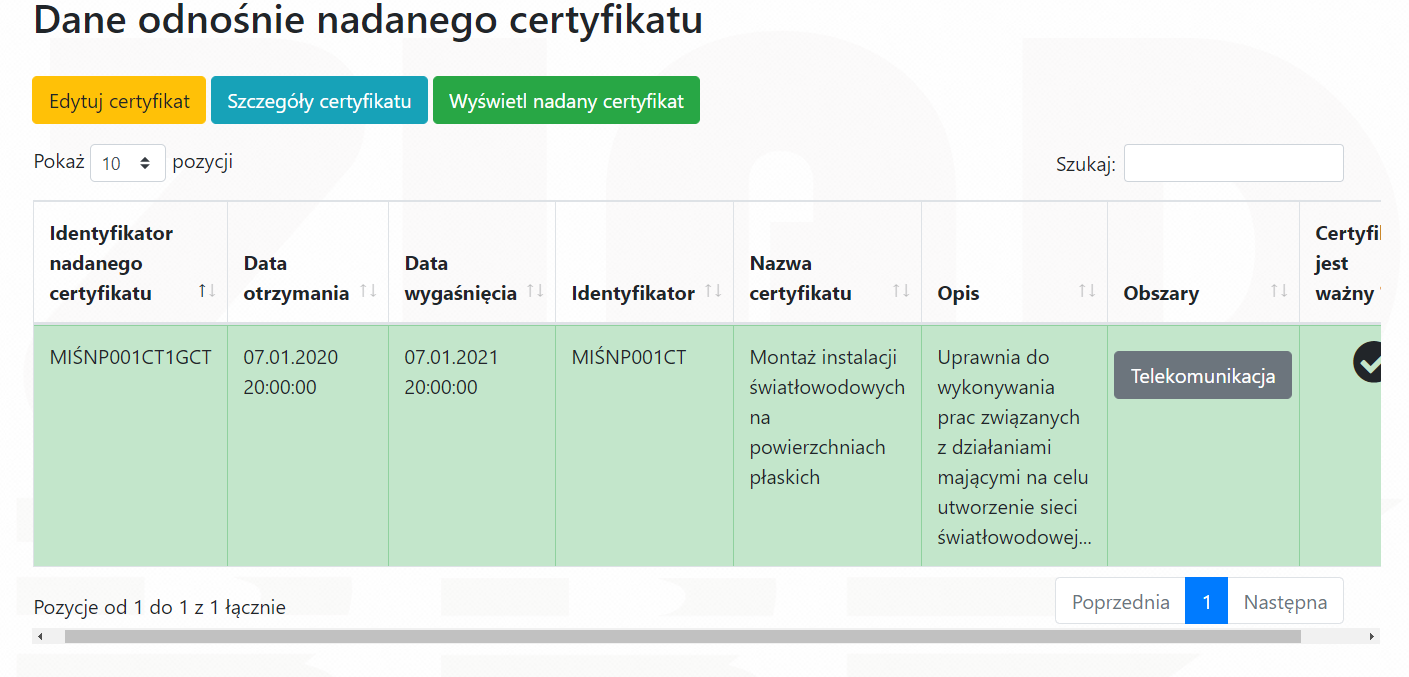 Dane odnośnie nadanego certyfikatu
Edytuj certyfikat Szczegóły certyfikatu Wyświetl nadany certyfikat
Pokaż 10 pozycji Szukaj:
Identyfikator
nadanego
certyfikatu
Data
otrzymania
Data
wygaśnięcia
Identyfikator
Nazwa
certyfikatu
Opis
Obszary
Certyfi
jest
ważny
MIŚNP001CT1GCT
07.01.2020
20:00:00
07.01.2021
20:00:00
MIŚNP001CT
Montaż instalacji
światłowodowych
na
powierzchniach
płaskich
Uprawnia do
wykonywania
prac związanych
z działaniami
mającymi na celu
utworzenie sieci
światłowodowej...
Telekomunikacja
Pozycje od 1 do 1 z 1 łącznie
Poprzednia 1 Następna